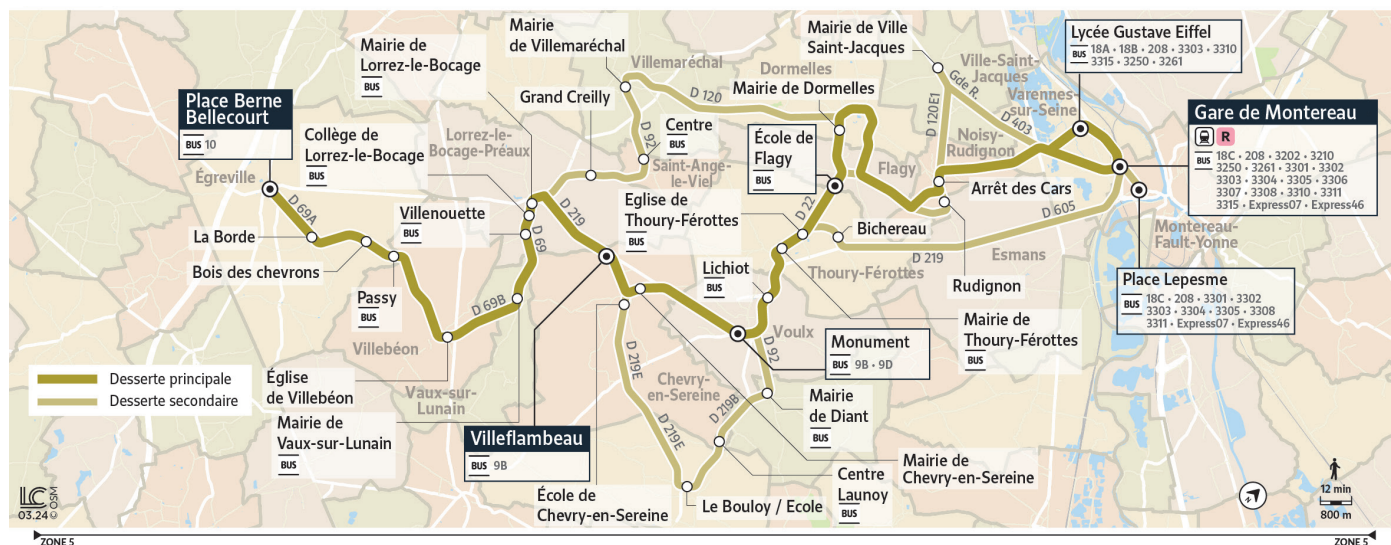 Mairie
de Villemaréchal
Mairie de Ville
Saint-Jacques
Lycée Gustave Eiffel
BUS 18A • 18B • 208 • 3303 • 3310
3315 • 3250 • 3261
Mairie de
Lorrez-le-Bocage
BUS
Villemaréchal
Dormelles
Ville-Saint-
Jacques
Gde R.
Varennes-
sur-Seine
Place Berne
Bellecourt
BUS 10
Grand Creilly
D 120
Mairie de Dormelles
D 120E1
D 403
Gare de Montereau
R
BUS 18C • 208 • 3202 • 3210
3250 • 3261 • 3301 • 3302
3303 • 3304 • 3305 • 3306
3307 • 3308 • 3310 • 3311
3315 • Express07 • Express46
Collège de
Lorrez-le-Bocage
BUS
Lorrez-le-
Bocage-Préaux
D 92
Centre
BUS
Saint-Ange-
le-Viel
École de
Flagy
BUS
Flagy
Noisy-
Rudignon
Égreville
D 69A
Villenouette
BUS
D 219
D 69
Eglise de
Thoury-Férottes
BUS
D 22
Arrêt des Cars
D 605
La Borde
Bois des chevrons
Bichereau
D 219
Esmans
Montereau-
Fault-Yonne
Passy
BUS
D 69B
Lichiot
BUS
Thoury-Férottes
Rudignon
Place Lepesme
BUS 18C • 208 • 3301 • 3302
3303 • 3304 • 3305 • 3308
3311 • Express07 • Express46
Villebéon
Voulx
Monument
BUS 9B • 9D
Mairie de
Thoury-Férottes
BUS
Desserte principale
Desserte secondaire
Église
de Villebéon
Vaux-sur-
Lunain
D 219E
Chevry-
en-Sereine
D 92
D 219B
Mairie
de Diant
BUS
Mairie de
Vaux-sur-Lunain
BUS
Villeflambeau
BUS 9B
D 219E
Mairie de
Chevry-en-Sereine
Centre
Launoy
BUS
École de
Chevry-en-Sereine
Le Bouloy / Ecole
LC
03.24
© OSM
12 min
800 m
ZONE 5
ZONE 5